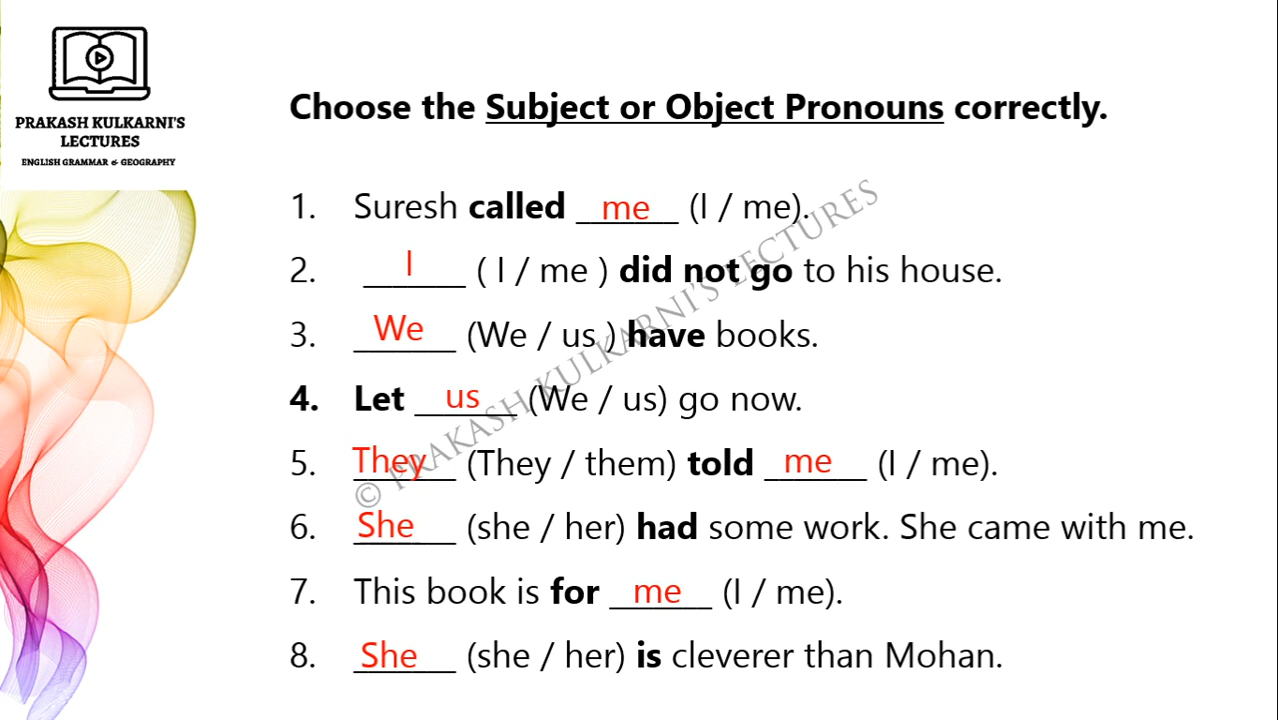 PRAKASH KULKARNI'S
LECTURES
ENGLISH GRAMMAR & GEOGRAPHY
Choose the Subject or Object Pronouns correctly.
1. Suresh called me (I / me).
2. I ( I / me ) did not go to his house.
3. We (We / us ) have books.
4. Let us (We / us) go now.
5. They (They / them) told me (I / me).
6. She (she / her) had some work. She came with me.
7. This book is for me (I / me).
8. She (she / her) is cleverer than Mohan.
© PRAKASH KULKARNI'S LECTURES